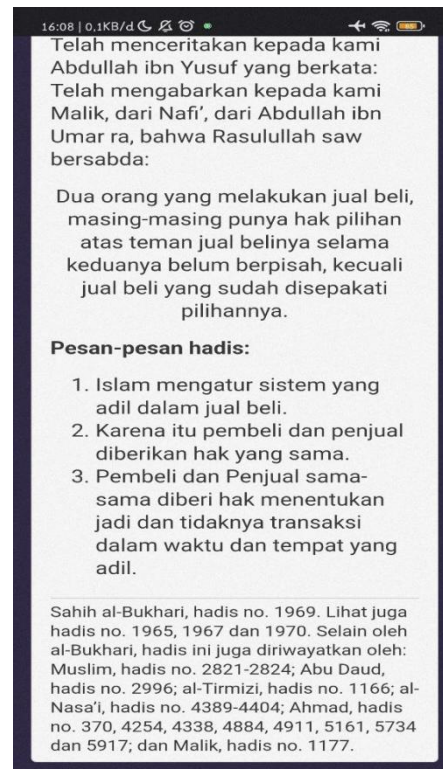 16:08 | 0,1KB/d
85
Telah menceritakan kepada kami
Abdullah ibn Yusuf yang berkata:
Telah mengabarkan kepada kami
Malik, dari Nafi’, dari Abdullah ibn
Umar ra, bahwa Rasulullah saw
bersabda:
Dua orang yang melakukan jual beli,
masing-masing punya hak pilihan
atas teman jual belinya selama
keduanya belum berpisah, kecuali
jual beli yang sudah disepakati
pilihannya.
Pesan-pesan hadis:
1. Islam mengatur sistem yang
adil dalam jual beli.
2. Karena itu pembeli dan penjual
diberikan hak yang sama.
3. Pembeli dan Penjual sama-
sama diberi hak menentukan
jadi dan tidaknya transaksi
dalam waktu dan tempat yang
adil.
Sahih al-Bukhari, hadis no. 1969. Lihat juga
hadis no. 1965, 1967 dan 1970. Selain oleh
al-Bukhari, hadis ini juga diriwayatkan oleh:
Muslim, hadis no. 2821-2824; Abu Daud,
hadis no. 2996; al-Tirmizi, hadis no. 1166; al-
Nasa’i, hadis no. 4389-4404; Ahmad, hadis
no. 370, 4254, 4338, 4884, 4911, 5161, 5734
dan 5917; dan Malik, hadis no. 1177.